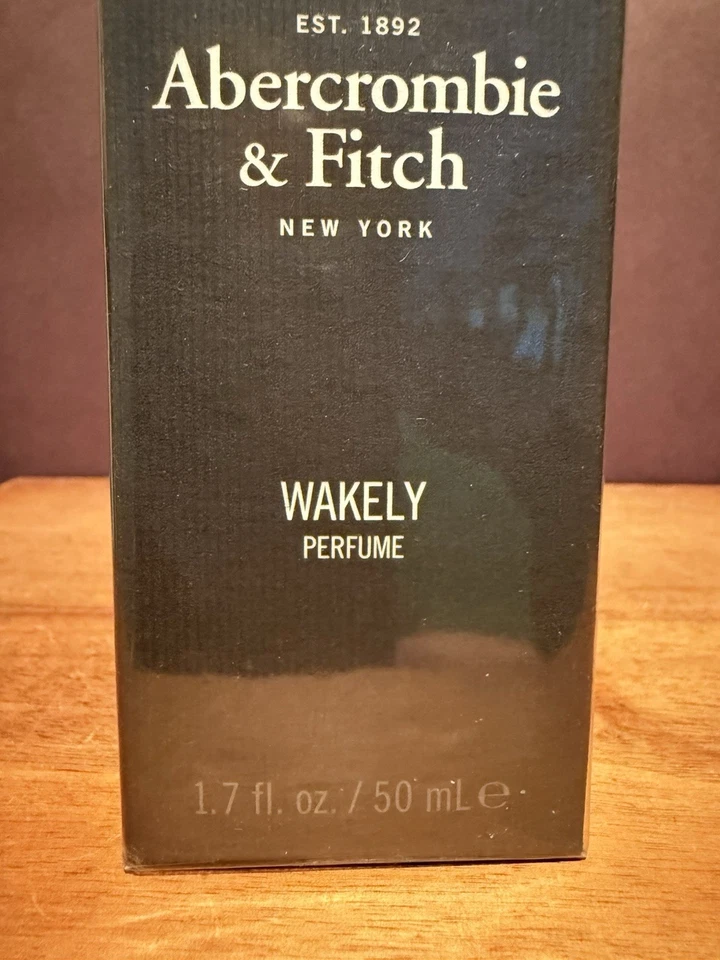 EST. 1892
Abercrombie
& Fitch
NEW YORK
WAKELY
PERFUME
1.7 fl. oz. / 50 mL ℮